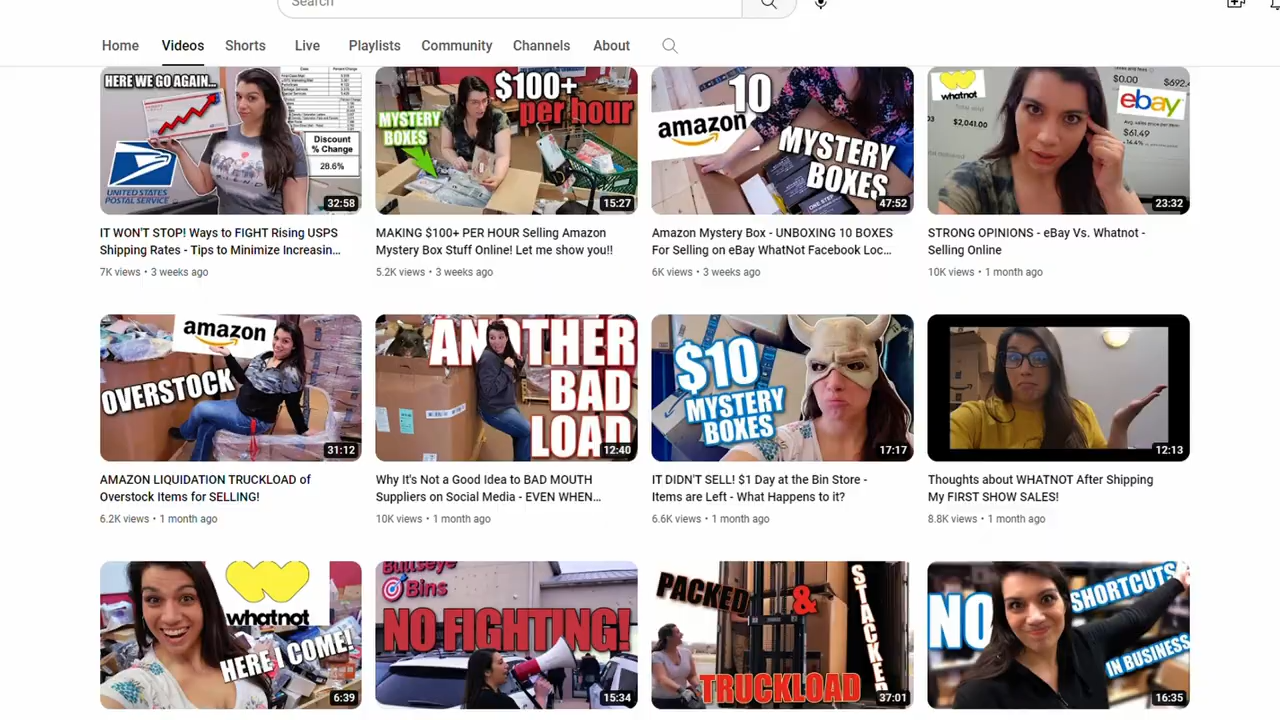 Search
Home
Videos
Shorts
Live
Playlists
Community
Channels
About
HERE WE GO AGAIN...
Discount
% Change
28.6%
UNITED STATES
POSTAL SERVICE
32:58
$100+
per hour
MYSTERY
BOXES
15:27
10
amazon
MYSTERY
BOXES
ONE STEP
47:52
whatnot
$0.00
$692.
ebay
$2,041.00
$61.49
23:32
IT WON'T STOP! Ways to FIGHT Rising USPS
Shipping Rates - Tips to Minimize Increasin...
7K views • 3 weeks ago
MAKING $100+ PER HOUR Selling Amazon
Mystery Box Stuff Online! Let me show you!!
5.2K views • 3 weeks ago
Amazon Mystery Box - UNBOXING 10 BOXES
For Selling on eBay WhatNot Facebook Loc...
6K views • 3 weeks ago
STRONG OPINIONS - eBay Vs. Whatnot -
Selling Online
10K views • 1 month ago
amazon
OVERSTOCK
31:12
ANOTHER
BAD
LOAD
12:40
$10
MYSTERY
BOXES
17:17
12:13
AMAZON LIQUIDATION TRUCKLOAD of
Overstock Items for SELLING!
6.2K views • 1 month ago
Why It's Not a Good Idea to BAD MOUTH
Suppliers on Social Media - EVEN WHEN...
10K views • 1 month ago
IT DIDN'T SELL! $1 Day at the Bin Store -
Items are Left - What Happens to it?
6.6K views • 1 month ago
Thoughts about WHATNOT After Shipping
My FIRST SHOW SALES!
8.8K views • 1 month ago
whatnot
HERE I COME!
6:39
Bullseye
Bins
NO FIGHTING!
15:34
PACKED
&
STACKED
TRUCKLOAD
37:01
NO
SHORTCUTS
IN BUSINESS
16:35